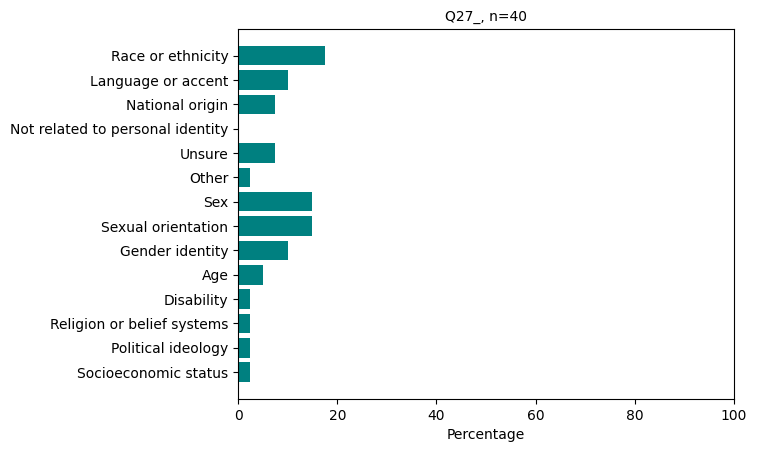 Q27_, n=40
Race or ethnicity
Language or accent
National origin
Not related to personal identity
Unsure
Other
Sex
Sexual orientation
Gender identity
Age
Disability
Religion or belief systems
Political ideology
Socioeconomic status
0 20 40 60 80 100
Percentage